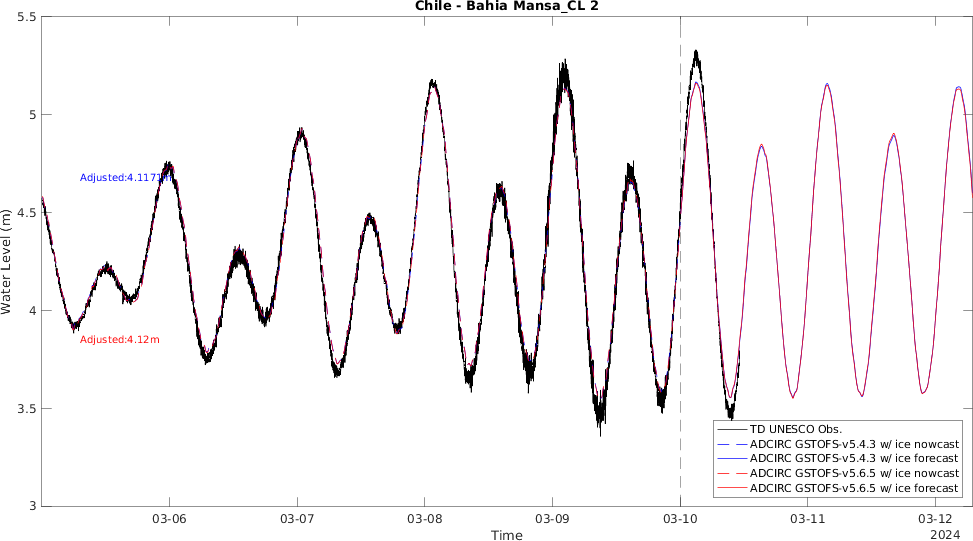 Chile - Bahia Mansa_CL 2
5.5
5
4.5
4
3.5
3
Water Level (m)
Adjusted:4.1171m
Adjusted:4.12m
TD UNESCO Obs.
ADCIRC GSTOFS-v5.4.3 w/ ice nowcast
ADCIRC GSTOFS-v5.4.3 w/ ice forecast
ADCIRC GSTOFS-v5.6.5 w/ ice nowcast
ADCIRC GSTOFS-v5.6.5 w/ ice forecast
03-06 03-07 03-08 03-09 03-10 03-11 03-12
Time
2024